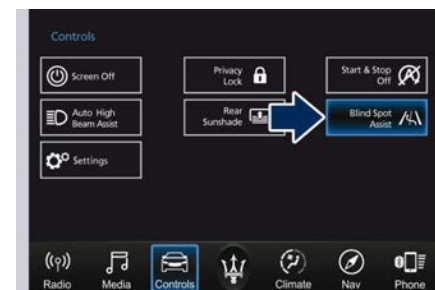 Controls
Screen Off
Privacy
Lock
Start & Stop
Off
Auto High
Beam Assist
Rear
Sunshade
Blind Spot
Assist
Settings
Radio
Media
Controls
Climate
Nav
Phone